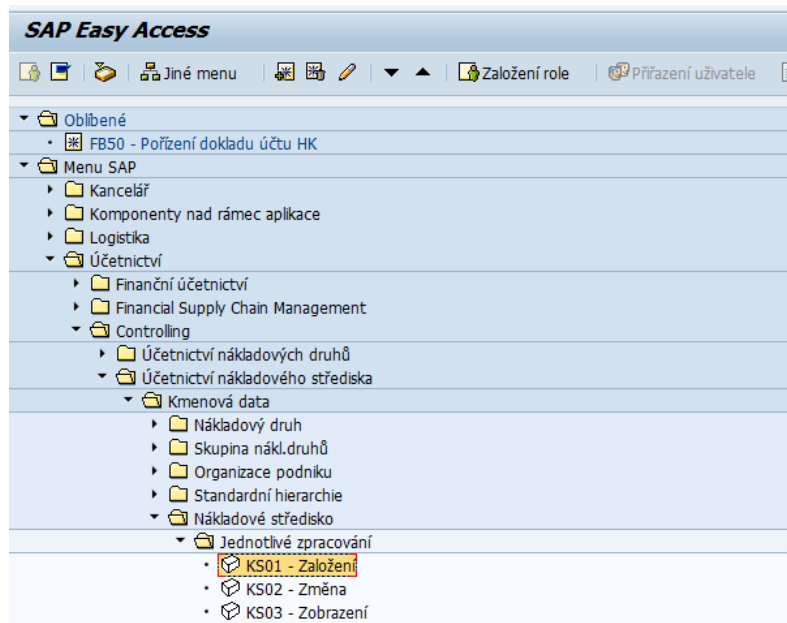 SAP Easy Access
Jiné menu Založení role Přiřazení uživatele
Oblíbené
FB50 - Pořízení dokladu účtu HK
Menu SAP
Kancelář
Komponenty nad rámec aplikace
Logistika
Účetnictví
Finanční účetnictví
Financial Supply Chain Management
Controlling
Účetnictví nákladových druhů
Účetnictví nákladového střediska
Kmenová data
Nákladový druh
Skupina nákl.druhů
Organizace podniku
Standardní hierarchie
Nákladové středisko
Jednotlivé zpracování
KS01 - Založení
KS02 - Změna
KS03 - Zobrazení